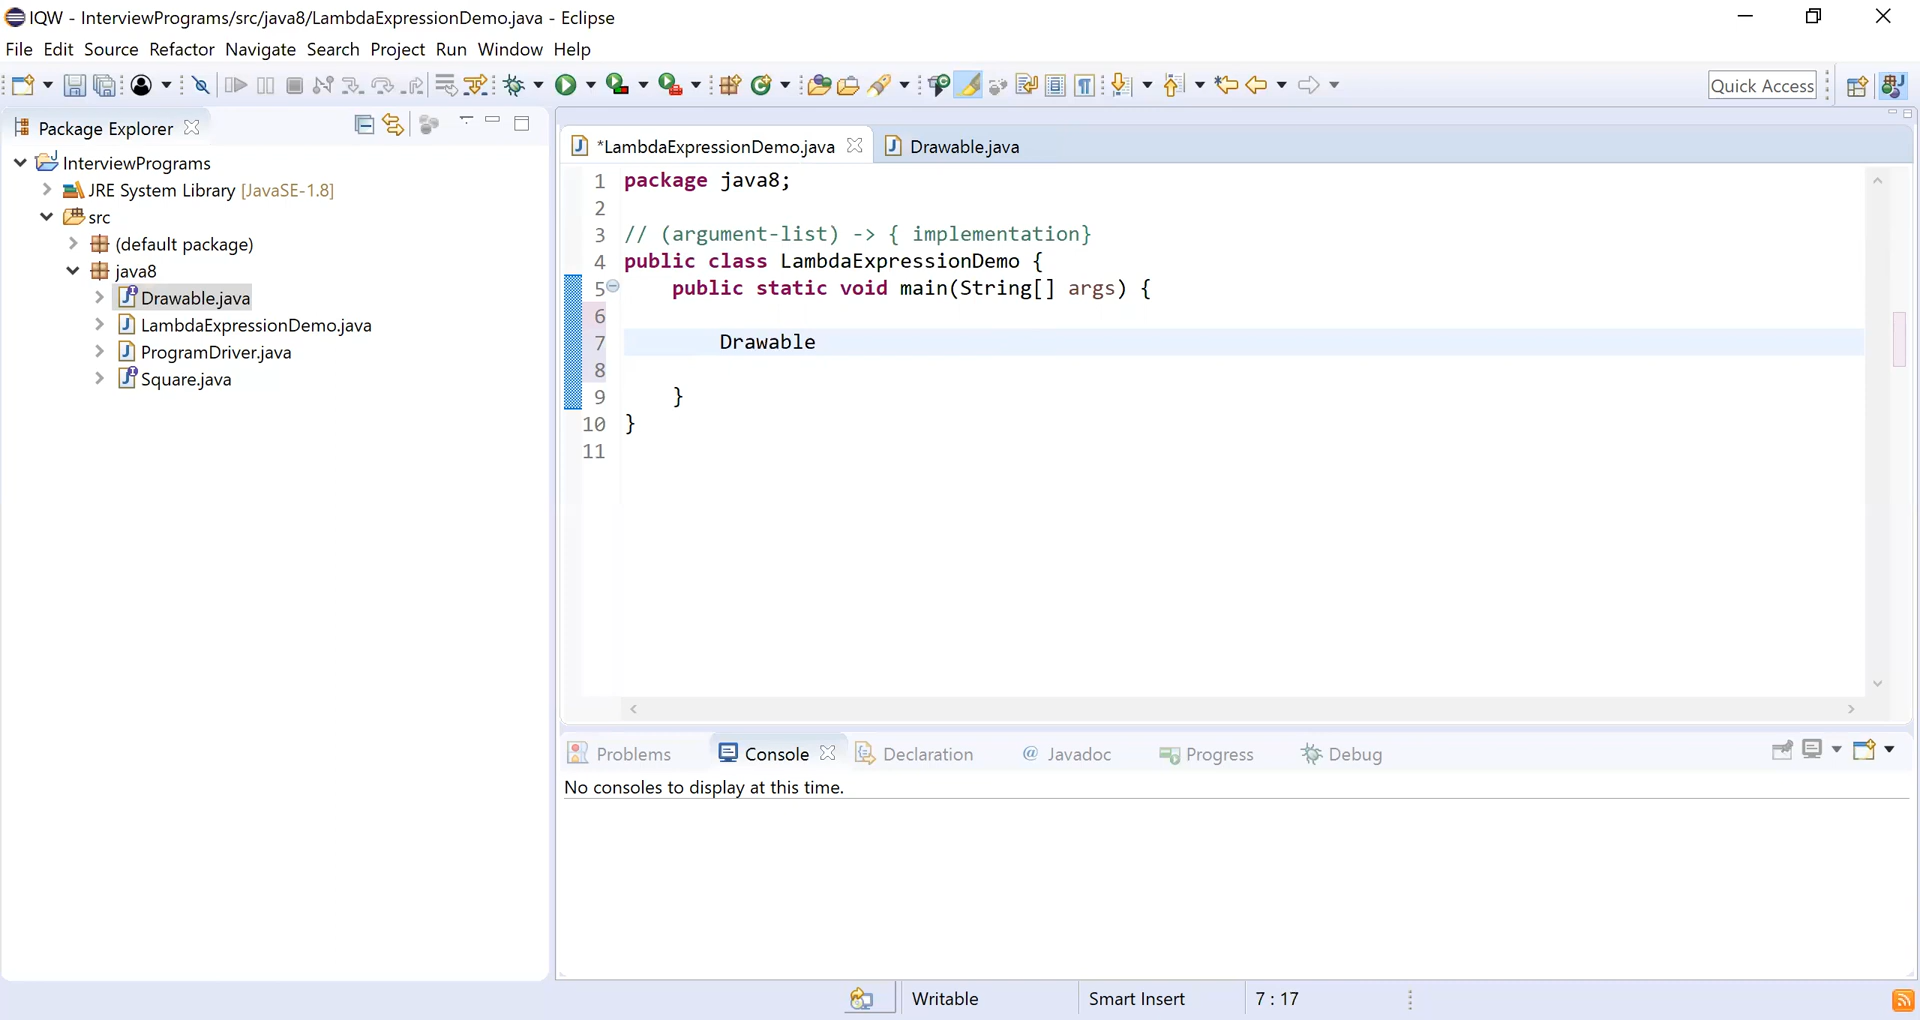 IQW - InterviewPrograms/src/java8/LambdaExpressionDemo.java - Eclipse
File Edit Source Refactor Navigate Search Project Run Window Help
Quick Access
Package Explorer
InterviewPrograms
JRE System Library [JavaSE-1.8]
src
(default package)
java8
Drawable.java
LambdaExpressionDemo.java
ProgramDriver.java
Square.java
*LambdaExpressionDemo.java Drawable.java
1 package java8;
2
3 // (argument-list) -> { implementation}
4 public class LambdaExpressionDemo {
5 public static void main(String[] args) {
6
7 Drawable
8
9 }
10 }
11
Problems Console Declaration @ Javadoc Progress Debug
No consoles to display at this time.
Writable Smart Insert 7 : 17